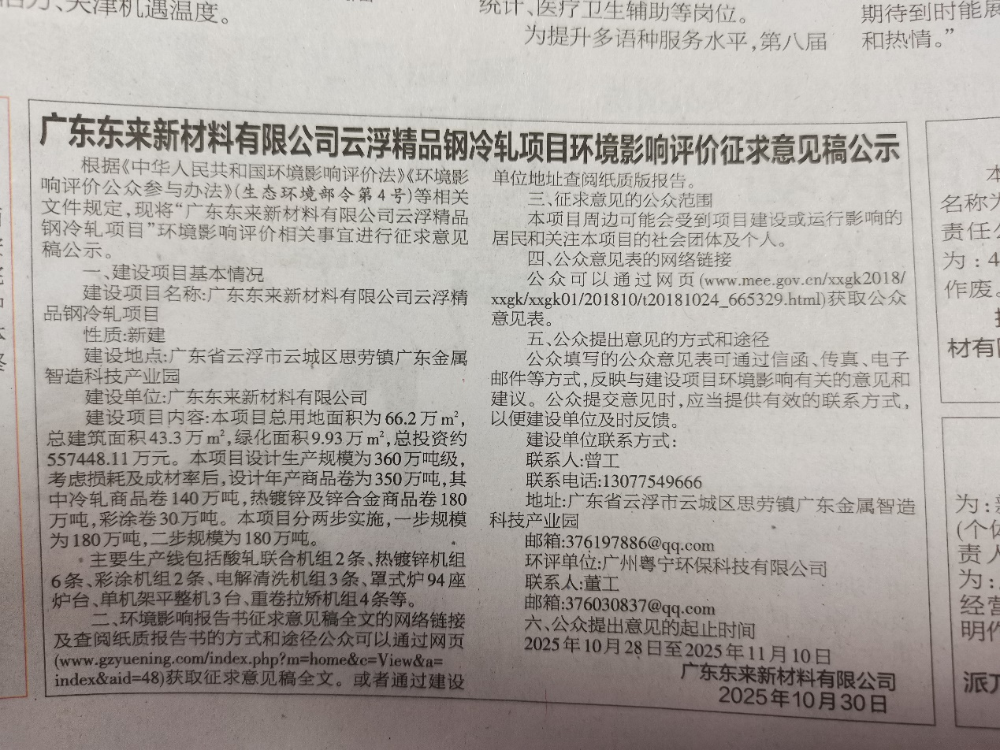 天津机遇温度。
统计、医疗卫生辅助等岗位。
为提升多语种服务水平,第八届
期待到时能展
和热情。”
广东东来新材料有限公司云浮精品钢冷轧项目环境影响评价征求意见稿公示
根据《中华人民共和国环境影响评价法》《环境影
响评价公众参与办法》(生态环境部令第4号)等相关
文件规定,现将“广东东来新材料有限公司云浮精品
钢冷轧项目”环境影响评价相关事宜进行征求意见
稿公示。
一、建设项目基本情况
建设项目名称:广东东来新材料有限公司云浮精
品钢冷轧项目
性质:新建
建设地点:广东省云浮市云城区思劳镇广东金属
智造科技产业园
建设单位:广东东来新材料有限公司
建设项目内容:本项目总用地面积为66.2万㎡,
总建筑面积43.3万㎡,绿化面积9.93万㎡,总投资约
557448.11万元。本项目设计生产规模为360万吨级,
考虑损耗及成材率后,设计年产商品卷为350万吨,其
中冷轧商品卷140万吨,热镀锌及锌合金商品卷180
万吨,彩涂卷30万吨。本项目分两步实施,一步规模
为180万吨,二步规模为180万吨。
主要生产线包括酸轧联合机组2条、热镀锌机组
6条、彩涂机组2条、电解清洗机组3条、罩式炉94座
炉台、单机架平整机3台、重卷拉矫机组4条等。
二、环境影响报告书征求意见稿全文的网络链接
及查阅纸质报告书的方式和途径公众可以通过网页
(www.gzyuening.com/index.php?m=home&c=View&a=
index&aid=48)获取征求意见稿全文。或者通过建设
单位地址查阅纸质版报告。
三、征求意见的公众范围
本项目周边可能会受到项目建设或运行影响的
居民和关注本项目的社会团体及个人。
四、公众意见表的网络链接
公众可以通过网页(www.mee.gov.cn/xxgk2018/
xxgk/xxgk01/201810/t20181024_665329.html)获取公众
意见表。
五、公众提出意见的方式和途径
公众填写的公众意见表可通过信函、传真、电子
邮件等方式,反映与建设项目环境影响有关的意见和
建议。公众提交意见时,应当提供有效的联系方式,
以便建设单位及时反馈。
建设单位联系方式:
联系人:曾工
联系电话:13077549666
地址:广东省云浮市云城区思劳镇广东金属智造
科技产业园
邮箱:376197886@qq.com
环评单位:广州粤宁环保科技有限公司
联系人:董工
邮箱:376030837@qq.com
六、公众提出意见的起止时间
2025年10月28日至2025年11月10日
广东东来新材料有限公司
2025年10月30日
本
名称为
责任公
为:4
作废。
材有限
为:
(个体
责人
为:
经营
明作
派